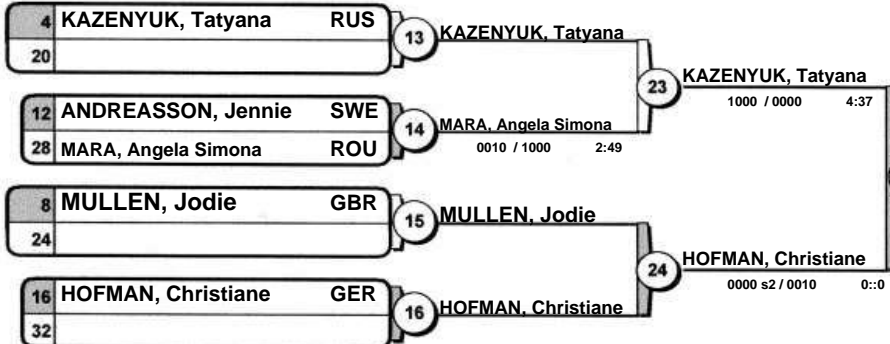 4 KAZENYUK, Tatyana RUS
20
13
KAZENYUK, Tatyana
12 ANDREASSON, Jennie SWE
28 MARA, Angela Simona ROU
14
MARA, Angela Simona
0010 / 1000 2:49
23
KAZENYUK, Tatyana
1000 / 0000 4:37
8 MULLEN, Jodie GBR
24
15
MULLEN, Jodie
16 HOFMAN, Christiane GER
32
16
HOFMAN, Christiane
24
HOFMAN, Christiane
0000 s2 / 0010 0::0